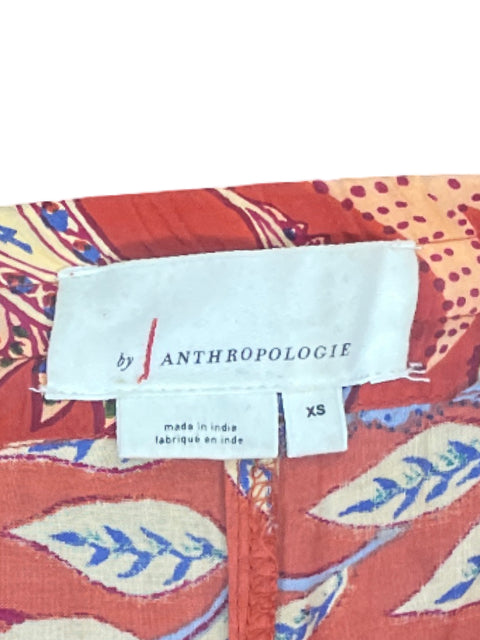 by ANTHROPOLOGIE
XS
made in india
fabriqué en inde